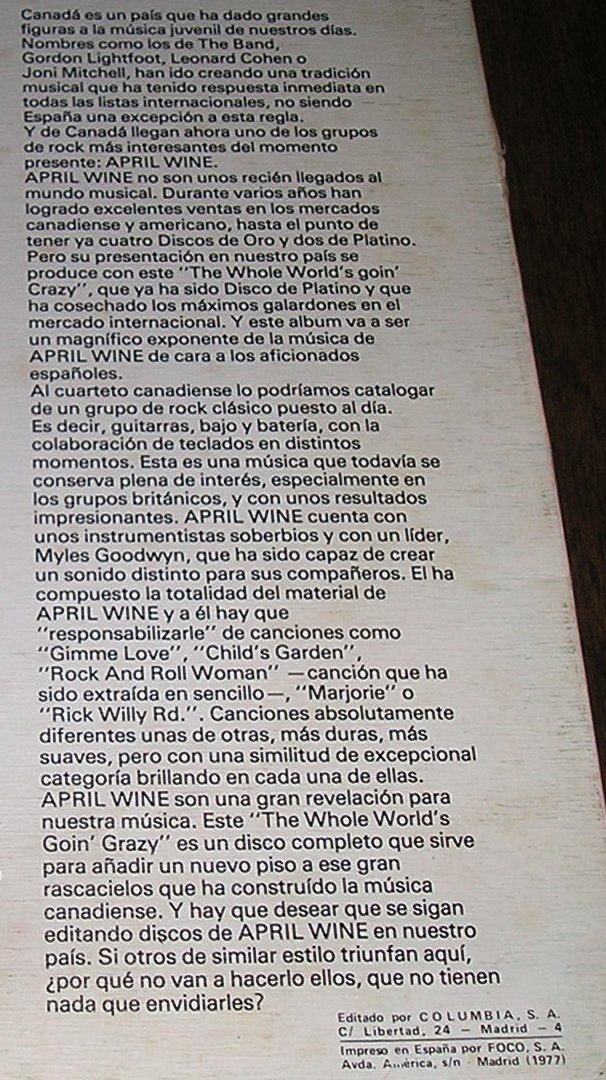 Canadá es un país que ha dado grandes
figuras a la música juvenil de nuestros días.
Nombres como los de The Band,
Gordon Lightfoot, Leonard Cohen o
Joni Mitchell, han ido creando una tradición
musical que ha tenido respuesta inmediata en
todas las listas internacionales, no siendo
España una excepción a esta regla.
Y de Canadá llegan ahora uno de los grupos
de rock más interesantes del momento
presente: APRIL WINE.
APRIL WINE no son unos recién llegados al
mundo musical. Durante varios años han
logrado excelentes ventas en los mercados
canadiense y americano, hasta el punto de
tener ya cuatro Discos de Oro y dos de Platino.
Pero su presentación en nuestro país se
produce con este "The Whole World's goin'
Crazy", que ya ha sido Disco de Platino y que
ha cosechado los máximos galardones en el
mercado internacional. Y este album va a ser
un magnífico exponente de la música de
APRIL WINE de cara a los aficionados
españoles.
Al cuarteto canadiense lo podríamos catalogar
de un grupo de rock clásico puesto al día.
Es decir, guitarras, bajo y batería, con la
colaboración de teclados en distintos
momentos. Esta es una música que todavía se
conserva plena de interés, especialmente en
los grupos británicos, y con unos resultados
impresionantes. APRIL WINE cuenta con
unos instrumentistas soberbios y con un líder,
Myles Goodwyn, que ha sido capaz de crear
un sonido distinto para sus compañeros. El ha
compuesto la totalidad del material de
APRIL WINE y a él hay que
"responsabilizarle" de canciones como
"Gimme Love", "Child's Garden",
"Rock And Roll Woman" —canción que ha
sido extraída en sencillo—, "Marjorie" o
"Rick Willy Rd.". Canciones absolutamente
diferentes unas de otras, más duras, más
suaves, pero con una similitud de excepcional
categoría brillando en cada una de ellas.
APRIL WINE son una gran revelación para
nuestra música. Este "The Whole World's
Goin' Grazy" es un disco completo que sirve
para añadir un nuevo piso a ese gran
rascacielos que ha construído la música
canadiense. Y hay que desear que se sigan
editando discos de APRIL WINE en nuestro
país. Si otros de similar estilo triunfan aquí,
¿por qué no van a hacerlo ellos, que no tienen
nada que envidiarles?
Editado por COLUMBIA, S. A.
C/ Libertad, 24 — Madrid — 4
Impreso en España por FOCO, S. A.
Avda. América, s/n · Madrid (1977)